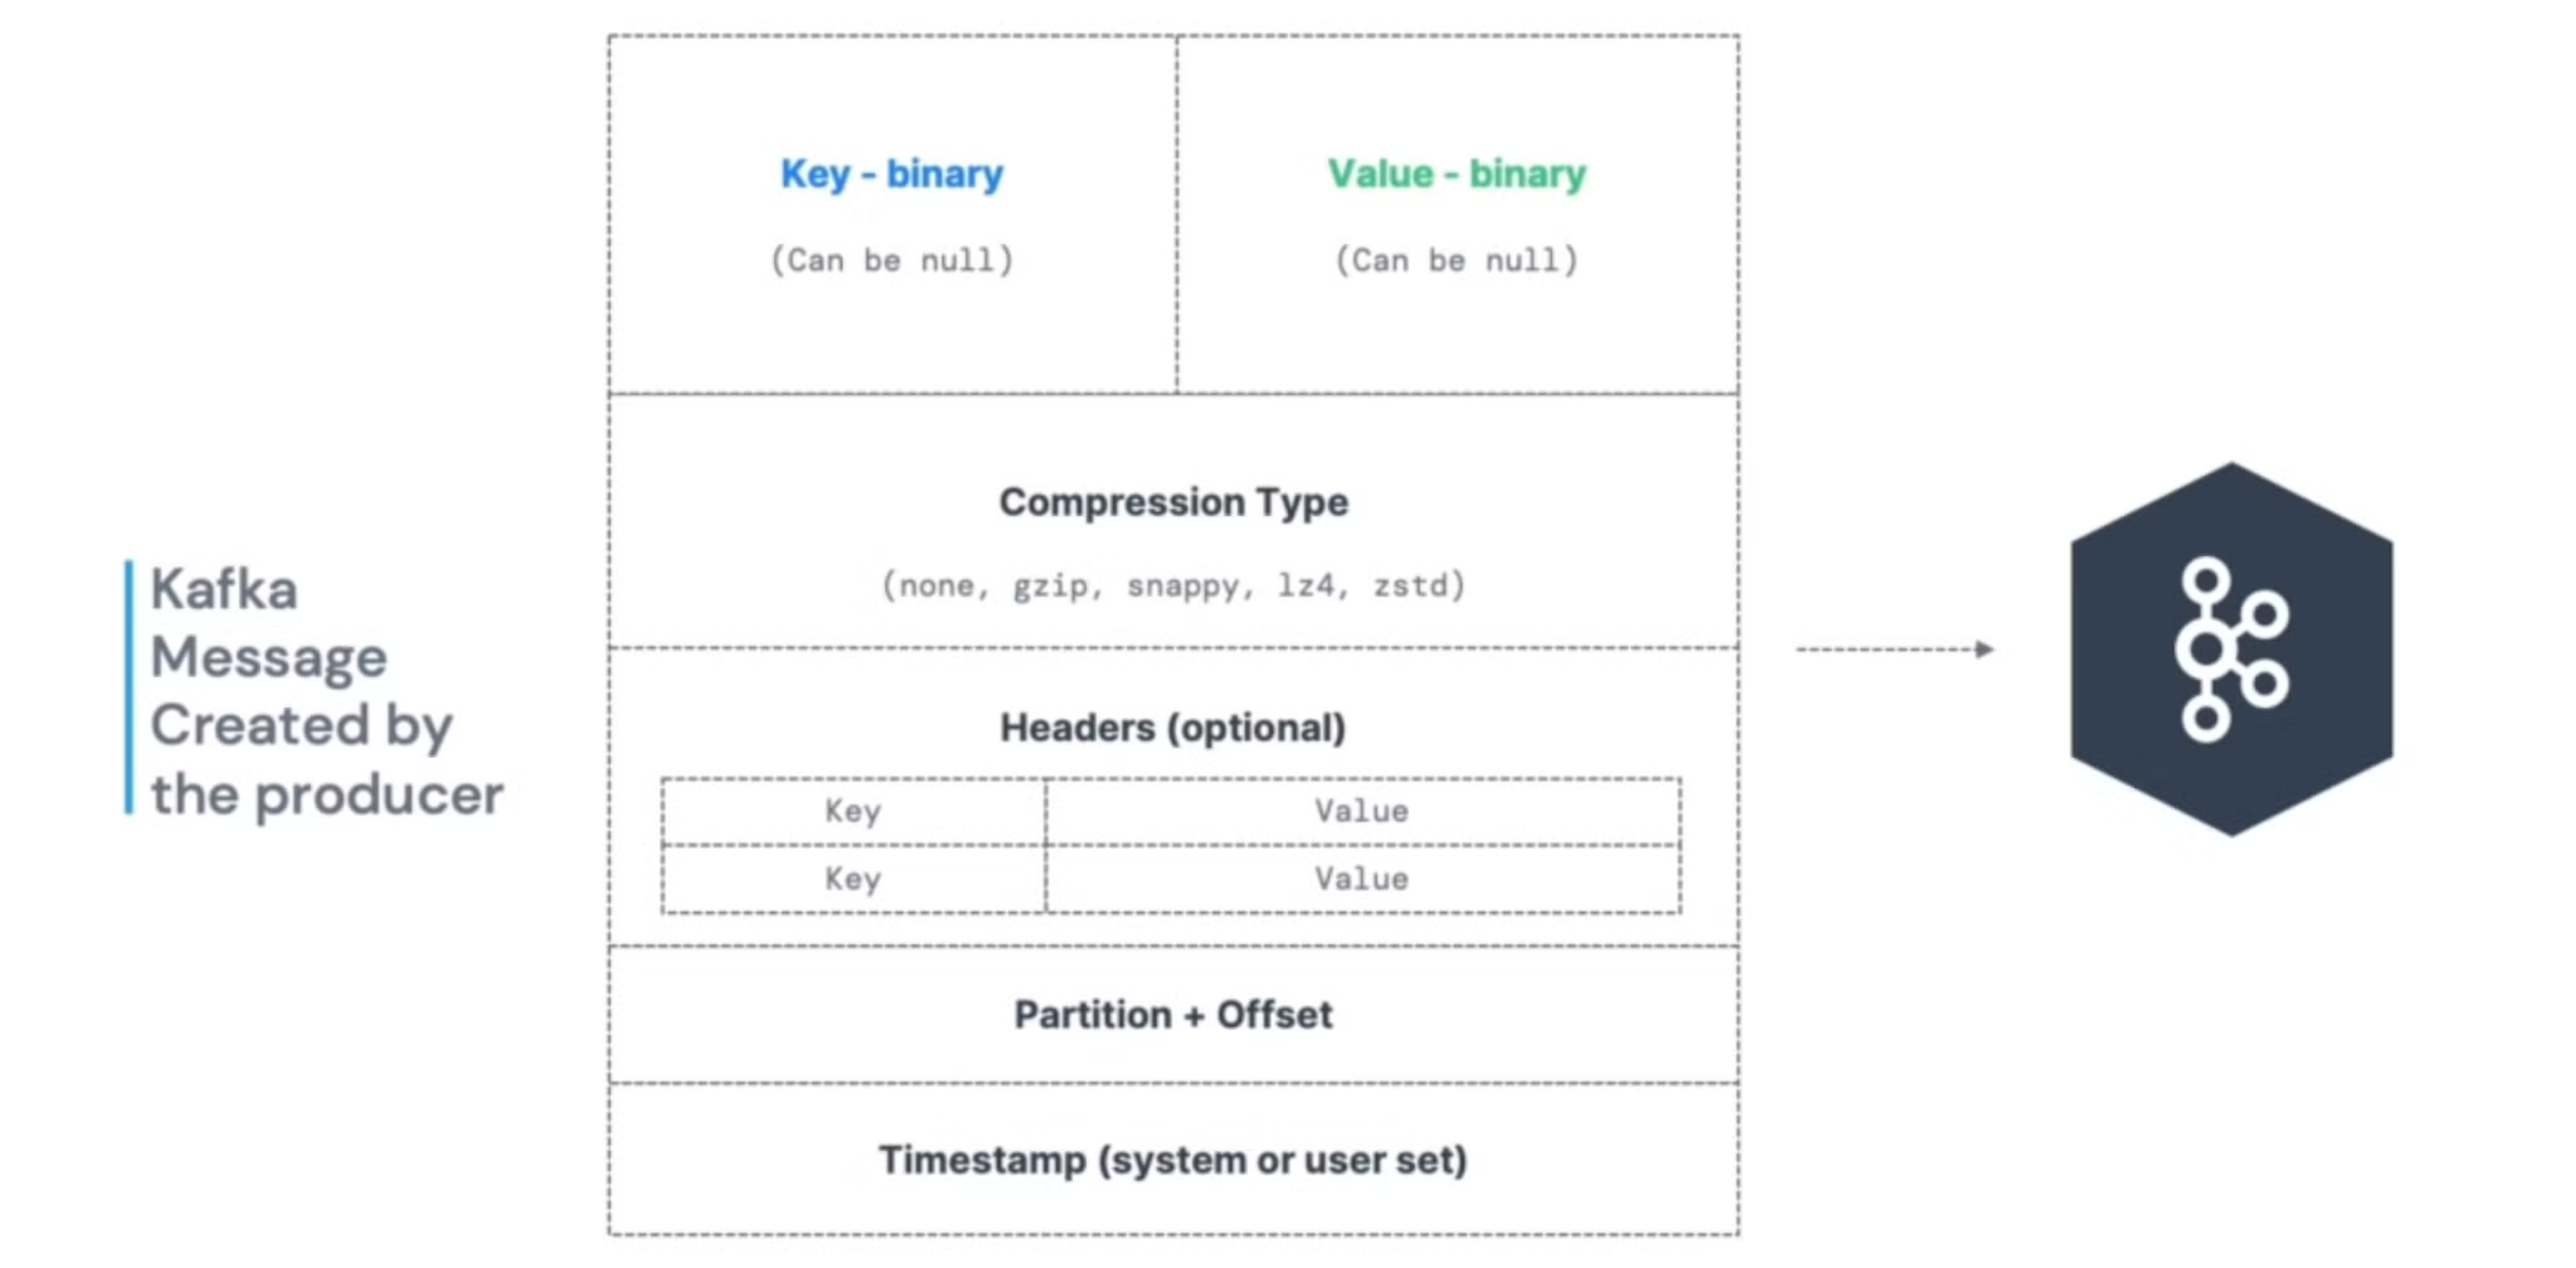 Kafka
Message
Created by
the producer
Key - binary
(Can be null)
Value - binary
(Can be null)
Compression Type
(none, gzip, snappy, lz4, zstd)
Headers (optional)
Key Value
Key Value
Partition + Offset
Timestamp (system or user set)